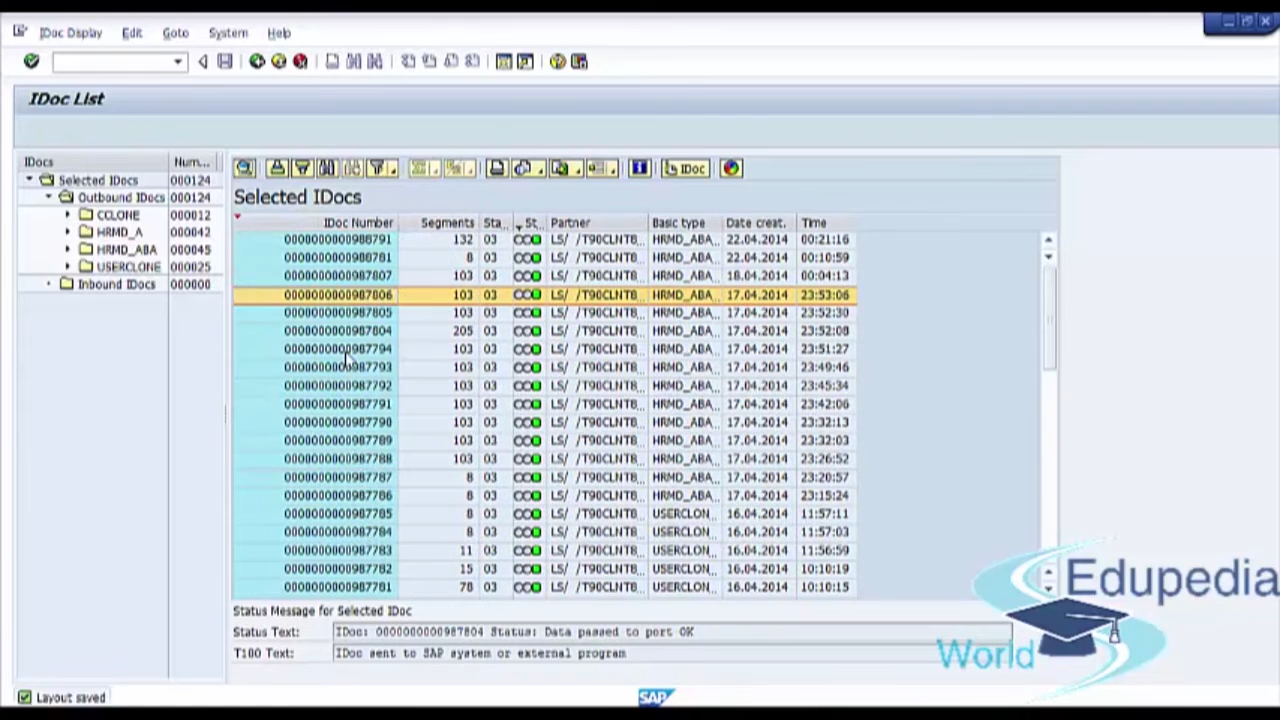 IDoc Display Edit Goto System Help
IDoc List
IDocs Num...
Selected IDocs 000124
Outbound IDocs 000124
CCLONE 000012
HRMD_A 000042
HRMD_ABA 000045
USERCLONE 000025
Inbound IDocs 000000
IDoc
Selected IDocs
IDoc Number Segments Sta... St... Partner Basic type Date creat. Time
0000000000988791 132 03 LS/ /T90CLNT8... HRMD_ABA... 22.04.2014 00:21:16
0000000000988781 8 03 LS/ /T90CLNT8... HRMD_ABA... 22.04.2014 00:10:59
0000000000987807 103 03 LS/ /T90CLNT8... HRMD_ABA... 18.04.2014 00:04:13
0000000000987806 103 03 LS/ /T90CLNT8... HRMD_ABA... 17.04.2014 23:53:06
0000000000987805 103 03 LS/ /T90CLNT8... HRMD_ABA... 17.04.2014 23:52:30
0000000000987804 205 03 LS/ /T90CLNT8... HRMD_ABA... 17.04.2014 23:52:08
0000000000987794 103 03 LS/ /T90CLNT8... HRMD_ABA... 17.04.2014 23:51:27
0000000000987793 103 03 LS/ /T90CLNT8... HRMD_ABA... 17.04.2014 23:49:46
0000000000987792 103 03 LS/ /T90CLNT8... HRMD_ABA... 17.04.2014 23:45:34
0000000000987791 103 03 LS/ /T90CLNT8... HRMD_ABA... 17.04.2014 23:42:06
0000000000987790 103 03 LS/ /T90CLNT8... HRMD_ABA... 17.04.2014 23:32:13
0000000000987789 103 03 LS/ /T90CLNT8... HRMD_ABA... 17.04.2014 23:32:03
0000000000987788 103 03 LS/ /T90CLNT8... HRMD_ABA... 17.04.2014 23:26:52
0000000000987787 8 03 LS/ /T90CLNT8... HRMD_ABA... 17.04.2014 23:20:57
0000000000987786 8 03 LS/ /T90CLNT8... HRMD_ABA... 17.04.2014 23:15:24
0000000000987785 8 03 LS/ /T90CLNT8... USERCLON... 16.04.2014 11:57:11
0000000000987784 8 03 LS/ /T90CLNT8... USERCLON... 16.04.2014 11:57:03
0000000000987783 11 03 LS/ /T90CLNT8... USERCLON... 16.04.2014 11:56:59
0000000000987782 15 03 LS/ /T90CLNT8... USERCLON... 16.04.2014 10:10:19
0000000000987781 78 03 LS/ /T90CLNT8... USERCLON... 16.04.2014 10:10:15
Status Message for Selected IDoc
Status Text: IDoc: 0000000000987804 Status: Data passed to port OK
T100 Text: IDoc sent to SAP system or external program
Edupedia
World
Layout saved
SAP